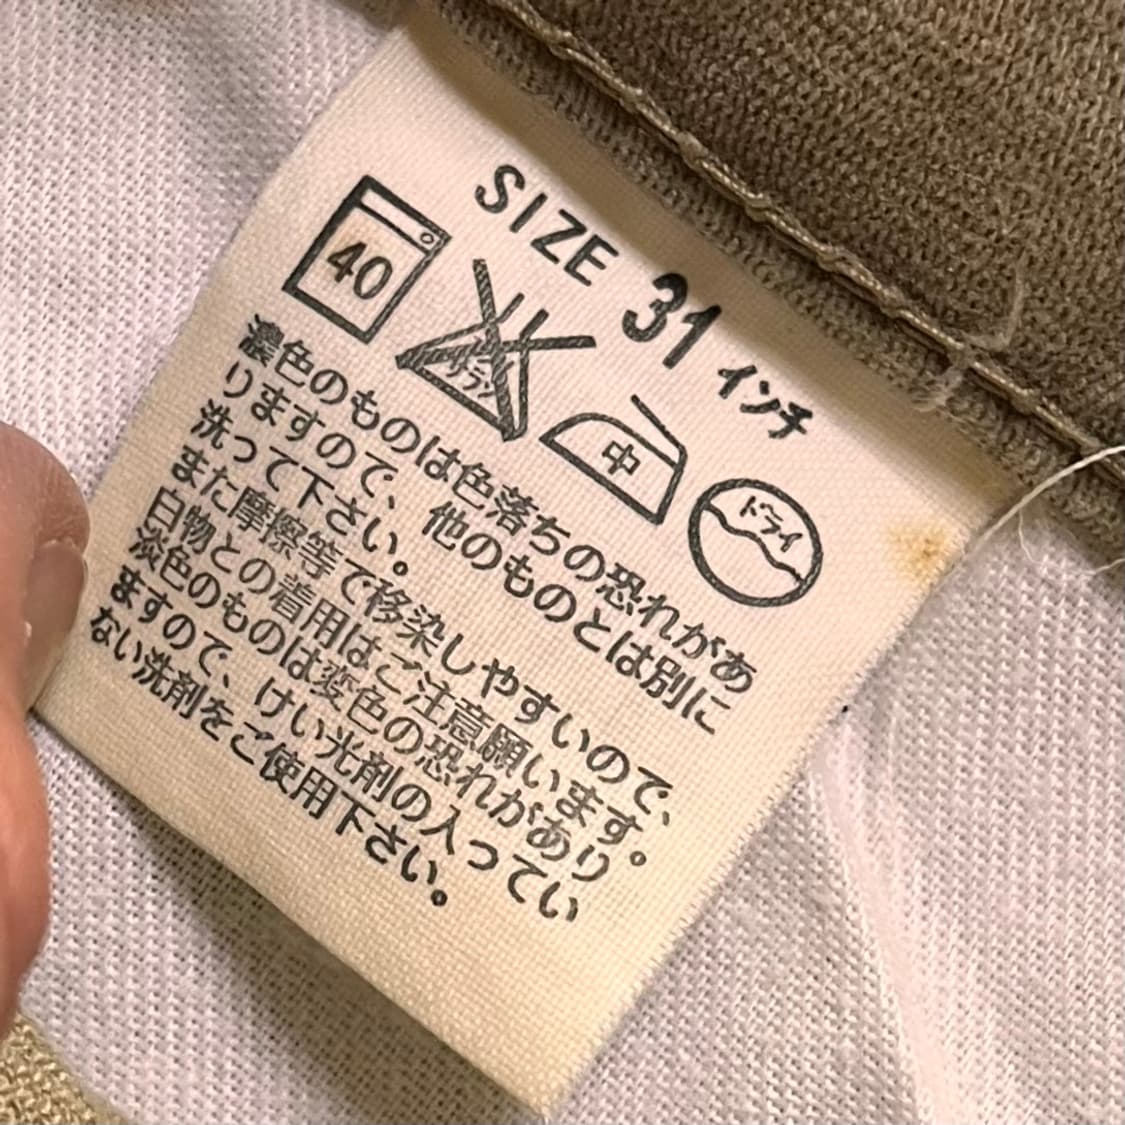 SIZE 31 インチ
40
中
ドライ
濃色のものは色落ちの恐れがあ
りますので、他のものとは別に
洗って下さい。
また摩擦等で移染しやすいので、
白物との着用はご注意願います。
淡色のものは変色の恐れがあり
ますので、けい光剤の入ってい
ない洗剤をご使用下さい。